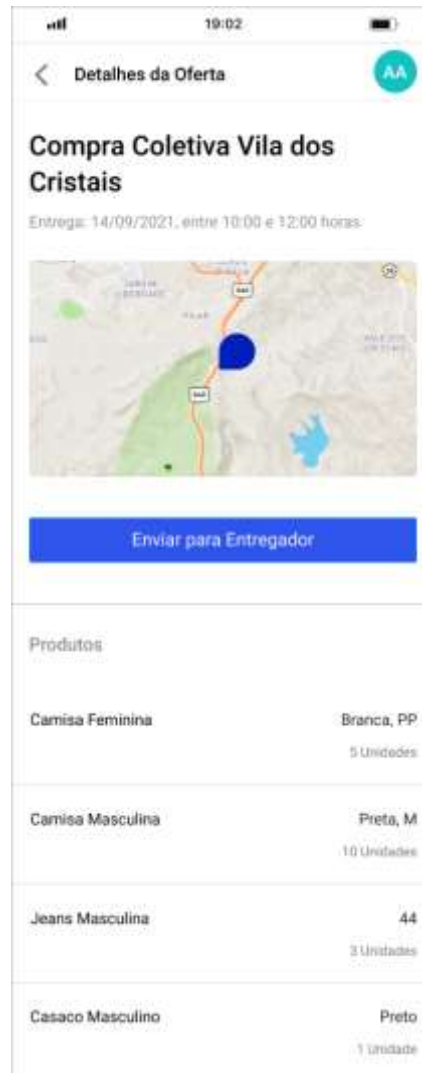 19:02
Detalhes da Oferta
AA
Compra Coletiva Vila dos
Cristais
Entrega: 14/09/2021, entre 10:00 e 12:00 horas.
Enviar para Entregador
Produtos
Camisa Feminina
Branca, PP
5 Unidades
Camisa Masculina
Preta, M
10 Unidades
Jeans Masculina
44
3 Unidades
Casaco Masculino
Preto
1 Unidade